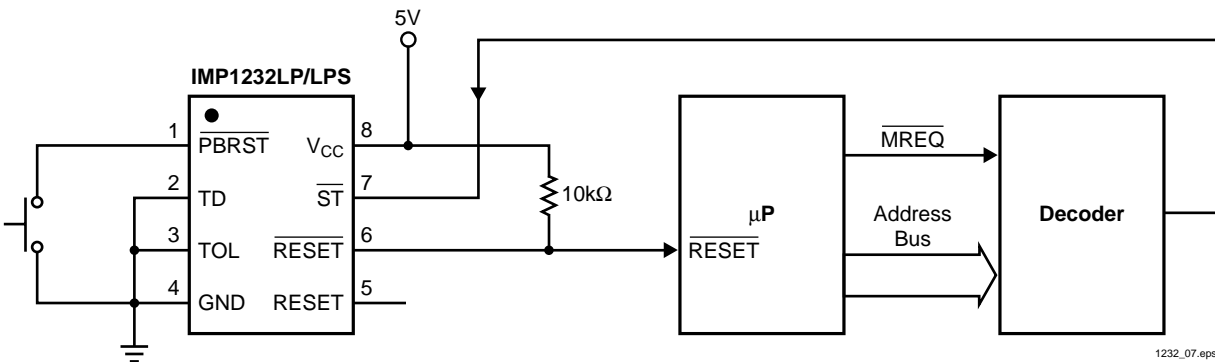 5V
IMP1232LP/LPS
1
PBRST
VCC
8
2
TD
ST
7
10kΩ
3
TOL
RESET
6
4
GND
RESET
5
μP
RESET
MREQ
Address
Bus
Decoder
1232_07.eps